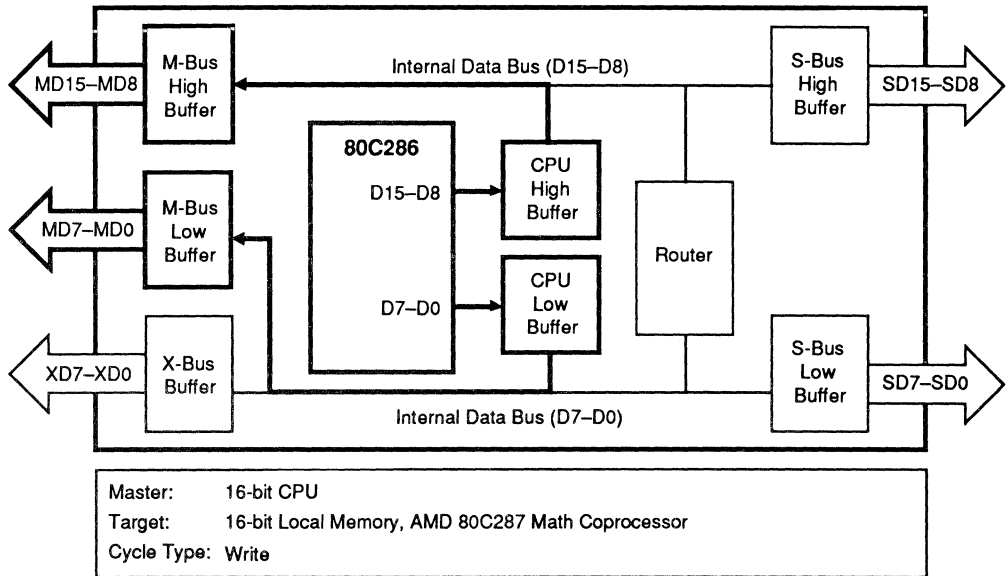 MD15–MD8
M-Bus
High
Buffer
Internal Data Bus (D15–D8)
S-Bus
High
Buffer
SD15–SD8
80C286
D15–D8
CPU
High
Buffer
MD7–MD0
M-Bus
Low
Buffer
Router
D7–D0
CPU
Low
Buffer
XD7–XD0
X-Bus
Buffer
S-Bus
Low
Buffer
SD7–SD0
Internal Data Bus (D7–D0)
Master: 16-bit CPU
Target: 16-bit Local Memory, AMD 80C287 Math Coprocessor
Cycle Type: Write